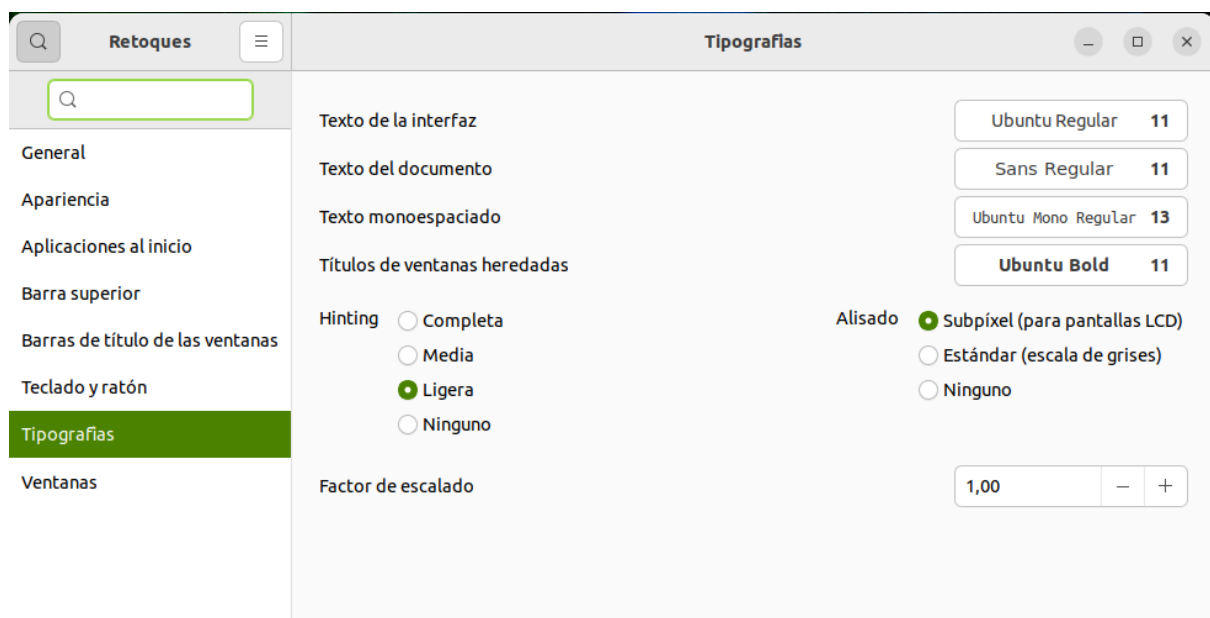 Retoques
Tipografías
General
Apariencia
Aplicaciones al inicio
Barra superior
Barras de título de las ventanas
Teclado y ratón
Tipografías
Ventanas
Texto de la interfaz Ubuntu Regular 11
Texto del documento Sans Regular 11
Texto monoespaciado Ubuntu Mono Regular 13
Títulos de ventanas heredadas Ubuntu Bold 11
Hinting Completa
Media
Ligera
Ninguno
Alisado Subpíxel (para pantallas LCD)
Estándar (escala de grises)
Ninguno
Factor de escalado 1,00